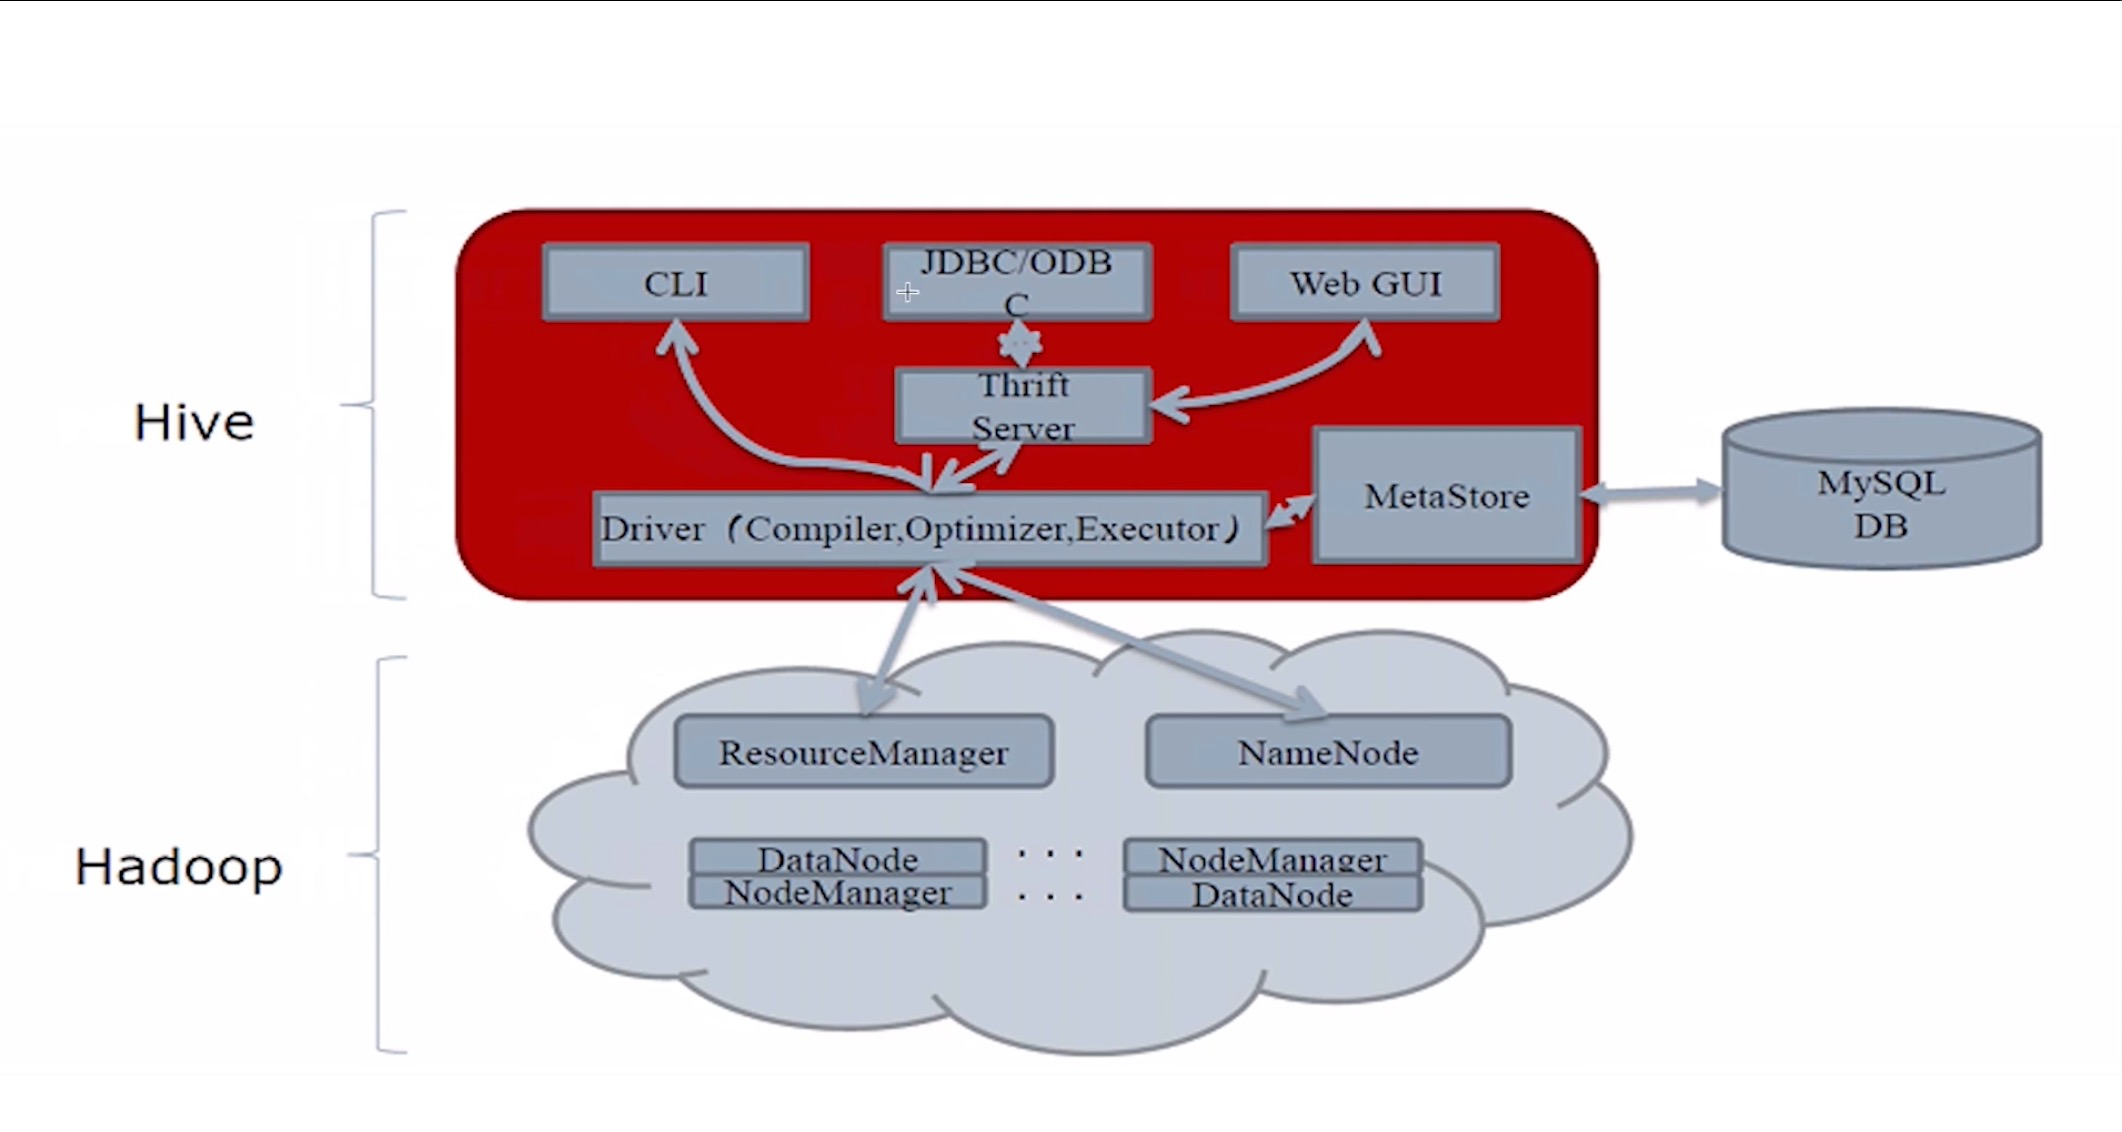 CLI
JDBC/ODB
C
Web GUI
Thrift
Server
Hive
MetaStore
MySQL
DB
Driver（Compiler,Optimizer,Executor）
ResourceManager
NameNode
Hadoop
DataNode
NodeManager
. . .
. . .
NodeManager
DataNode